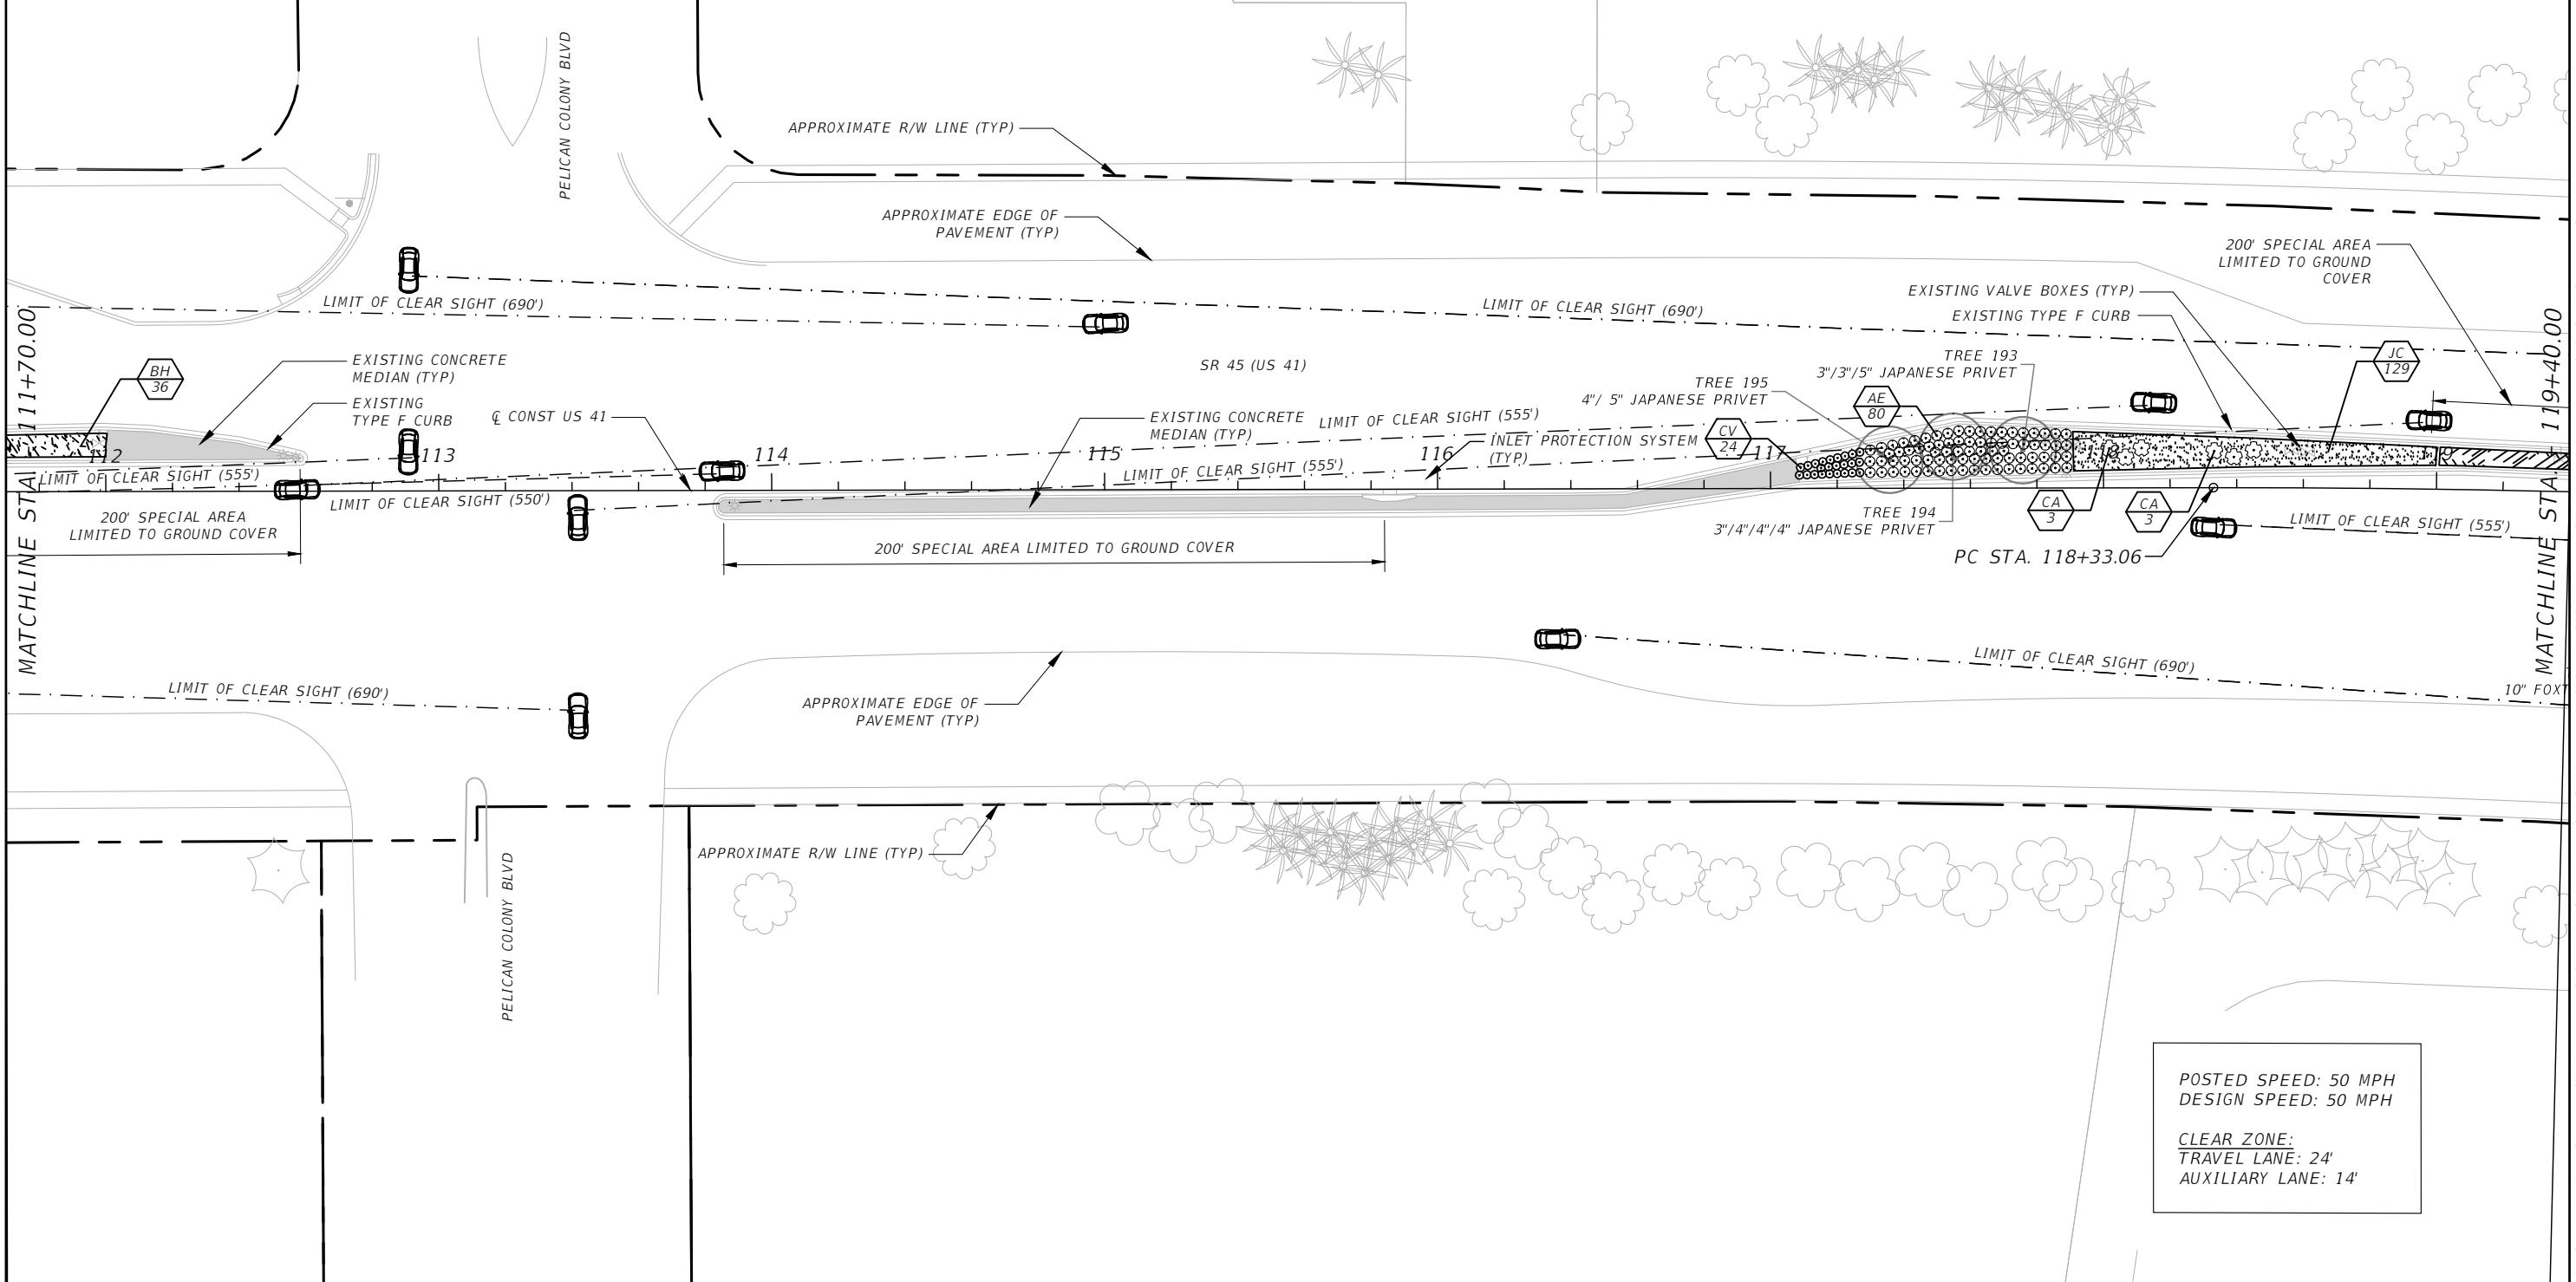 PELICAN COLONY BLVD
APPROXIMATE R/W LINE (TYP)
APPROXIMATE EDGE OF
PAVEMENT (TYP)
200' SPECIAL AREA
LIMITED TO GROUND
COVER
LIMIT OF CLEAR SIGHT (690')
LIMIT OF CLEAR SIGHT (690')
EXISTING VALVE BOXES (TYP)
EXISTING TYPE F CURB
MATCHLINE STA. 111+70.00
MATCHLINE STA. 119+40.00
BH
36
EXISTING CONCRETE
MEDIAN (TYP)
EXISTING
TYPE F CURB
SR 45 (US 41)
TREE 193
3"/3"/5" JAPANESE PRIVET
JC
129
TREE 195
4"/ 5" JAPANESE PRIVET
AE
80
℄ CONST US 41
EXISTING CONCRETE
MEDIAN (TYP)
LIMIT OF CLEAR SIGHT (555')
INLET PROTECTION SYSTEM
(TYP)
CV
24
112
113
114
115
116
117
118
LIMIT OF CLEAR SIGHT (555')
LIMIT OF CLEAR SIGHT (555')
LIMIT OF CLEAR SIGHT (550')
200' SPECIAL AREA
LIMITED TO GROUND COVER
200' SPECIAL AREA LIMITED TO GROUND COVER
TREE 194
3"/4"/4"/4" JAPANESE PRIVET
CA
3
CA
3
LIMIT OF CLEAR SIGHT (555')
PC STA. 118+33.06
LIMIT OF CLEAR SIGHT (690')
LIMIT OF CLEAR SIGHT (690')
10" FOXT
APPROXIMATE EDGE OF
PAVEMENT (TYP)
APPROXIMATE R/W LINE (TYP)
PELICAN COLONY BLVD
POSTED SPEED: 50 MPH
DESIGN SPEED: 50 MPH
CLEAR ZONE:
TRAVEL LANE: 24'
AUXILIARY LANE: 14'